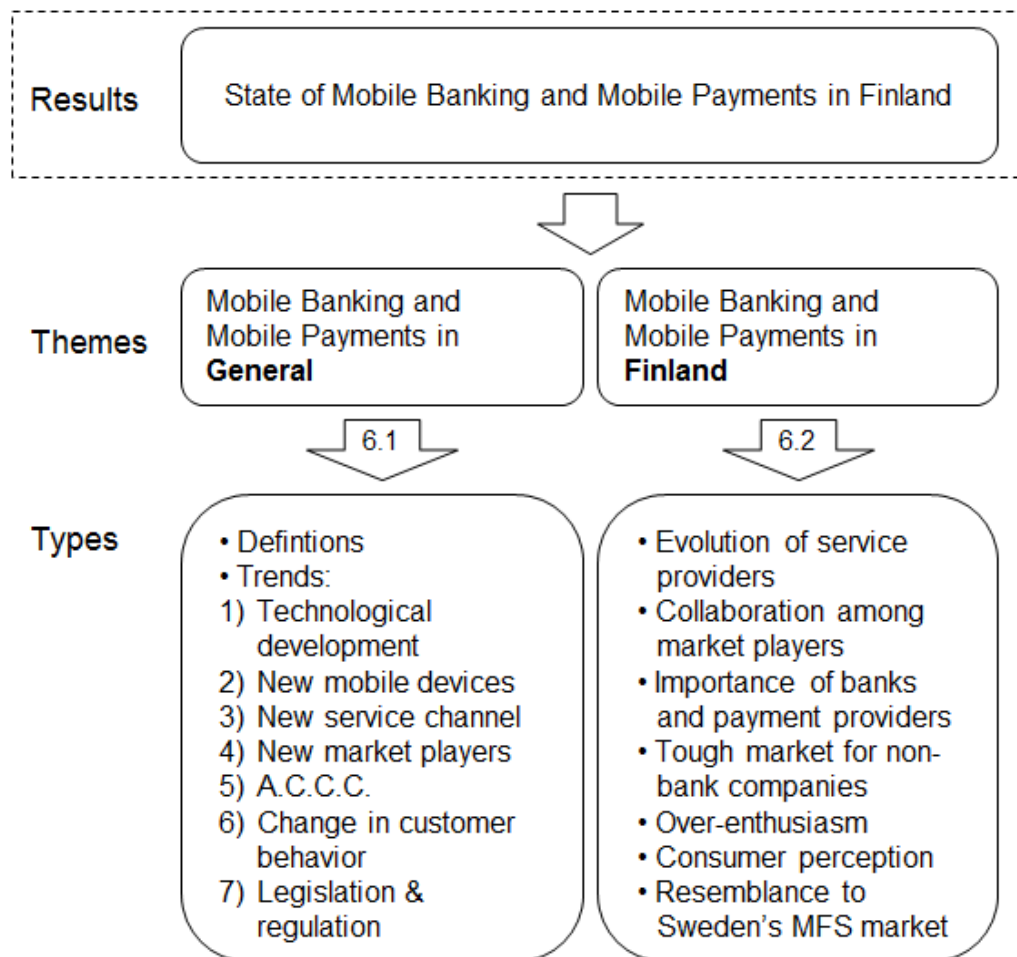 Results
State of Mobile Banking and Mobile Payments in Finland
Themes
Mobile Banking and
Mobile Payments in
General
Mobile Banking and
Mobile Payments in
Finland
6.1
6.2
Types
• Defintions
• Trends:
1) Technological
development
2) New mobile devices
3) New service channel
4) New market players
5) A.C.C.C.
6) Change in customer
behavior
7) Legislation &
regulation
• Evolution of service
providers
• Collaboration among
market players
• Importance of banks
and payment providers
• Tough market for non-
bank companies
• Over-enthusiasm
• Consumer perception
• Resemblance to
Sweden's MFS market